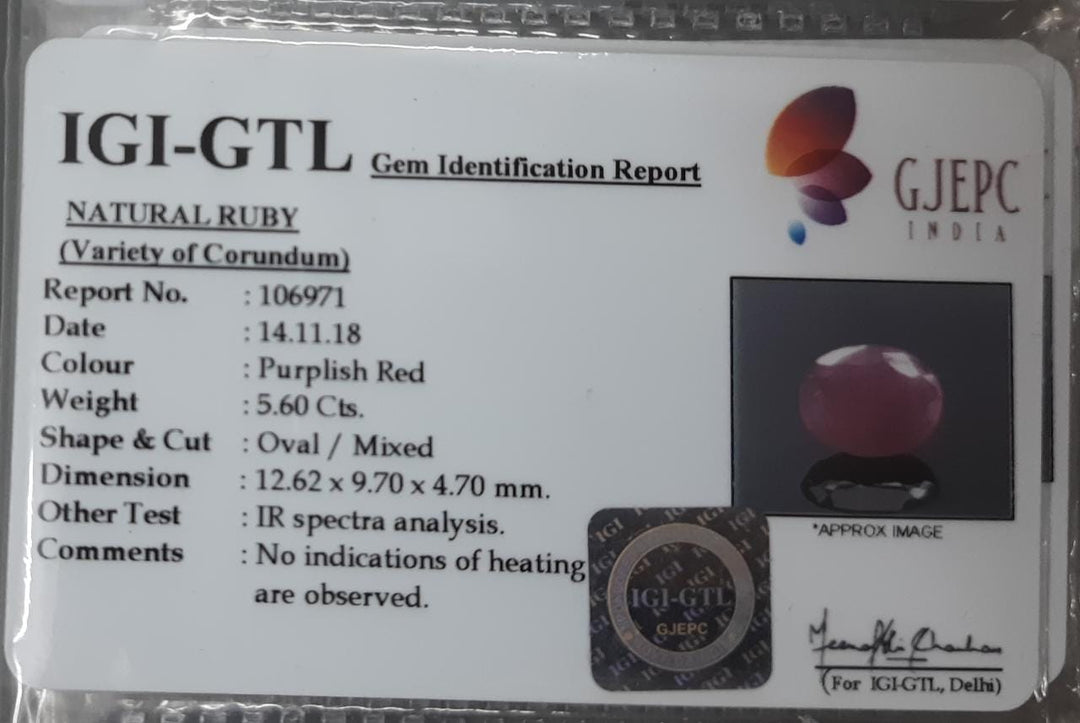 IGI-GTL Gem Identification Report
GJEPC
INDIA
NATURAL RUBY
(Variety of Corundum)
Report No. : 106971
Date : 14.11.18
Colour : Purplish Red
Weight : 5.60 Cts.
Shape & Cut : Oval / Mixed
Dimension : 12.62 x 9.70 x 4.70 mm.
Other Test : IR spectra analysis.
Comments : No indications of heating
are observed.
*APPROX IMAGE
IGI-GTL
GJEPC
(For IGI-GTL, Delhi)